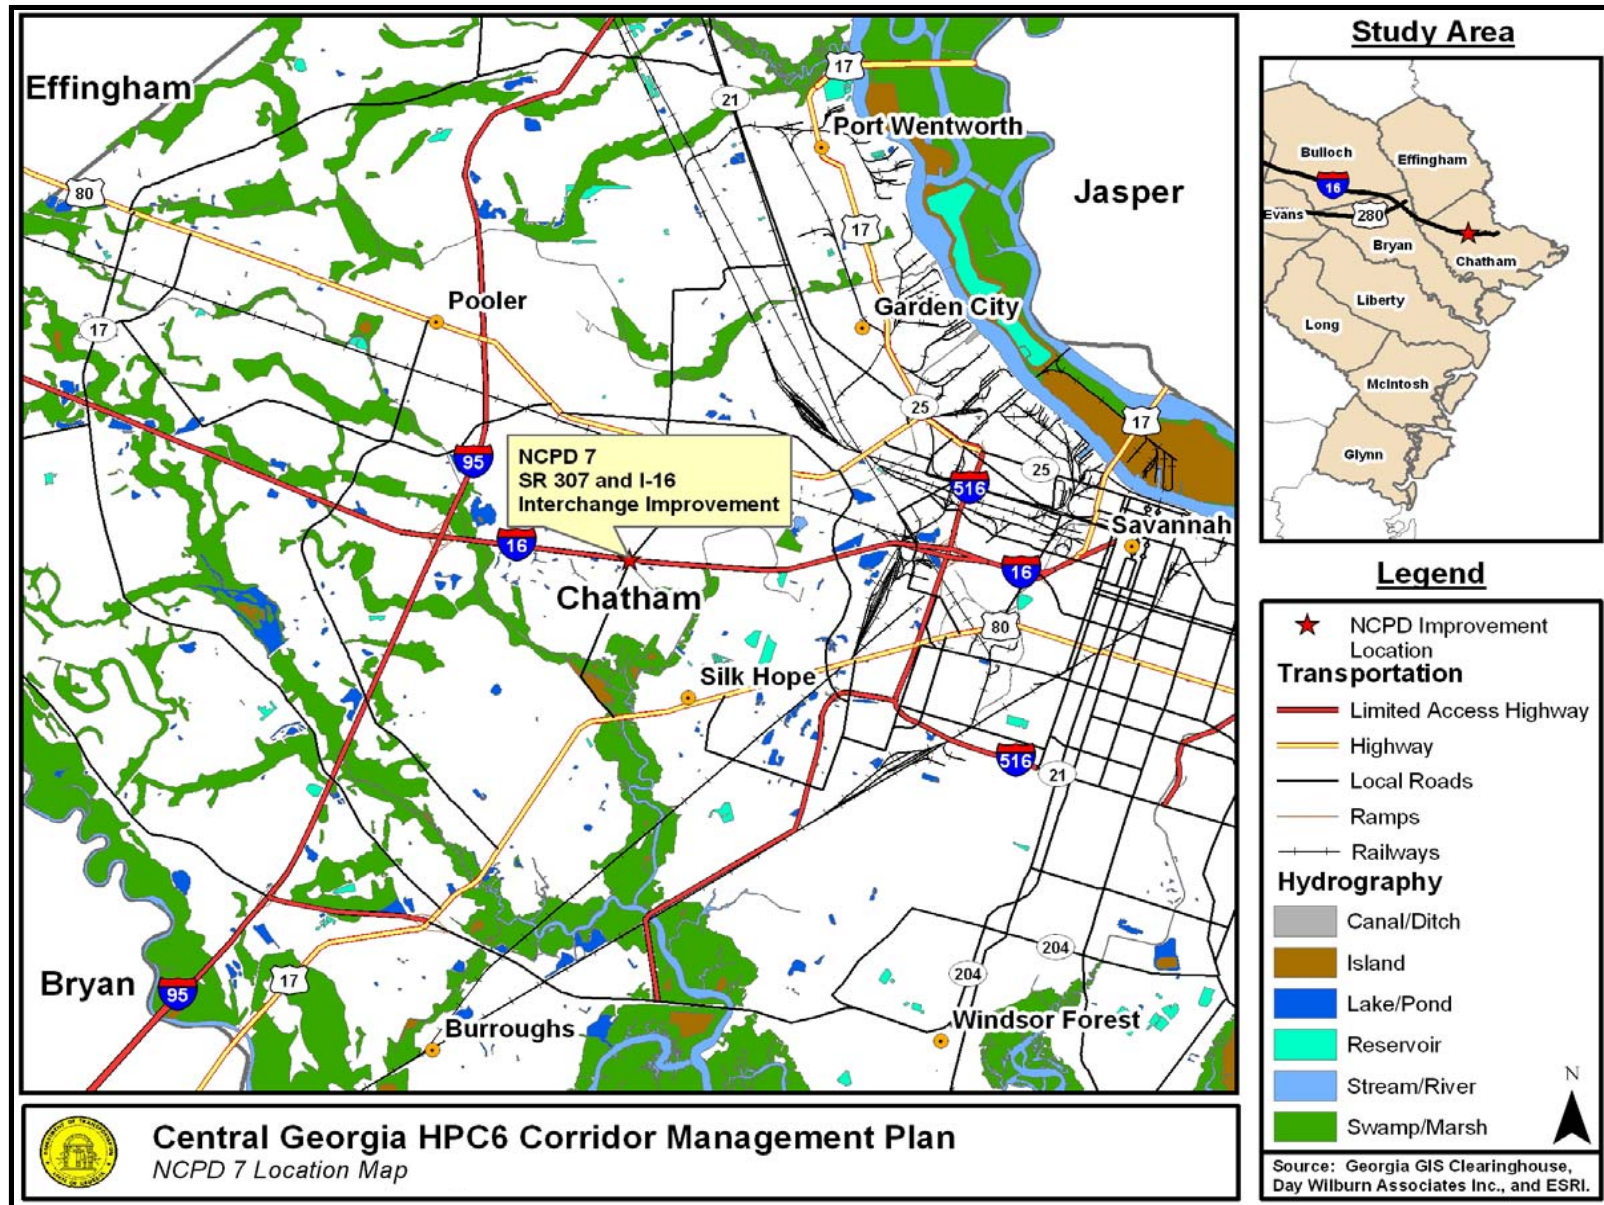 Effingham
17
21
Port Wentworth
Jasper
80
17
Pooler
Garden City
17
25
17
95
NCPD 7
SR 307 and I-16
Interchange Improvement
25
516
Savannah
16
16
Chatham
80
Silk Hope
516
21
204
204
Bryan
95
17
Burroughs
Windsor Forest
Study Area
Bulloch
Effingham
16
Evans
280
Bryan
Chatham
Liberty
Long
McIntosh
Glynn
Legend
NCPD Improvement
Location
Transportation
Limited Access Highway
Highway
Local Roads
Ramps
Railways
Hydrography
Canal/Ditch
Island
Lake/Pond
Reservoir
Stream/River
Swamp/Marsh
N
Source: Georgia GIS Clearinghouse,
Day Wilburn Associates Inc., and ESRI.
Central Georgia HPC6 Corridor Management Plan
NCPD 7 Location Map